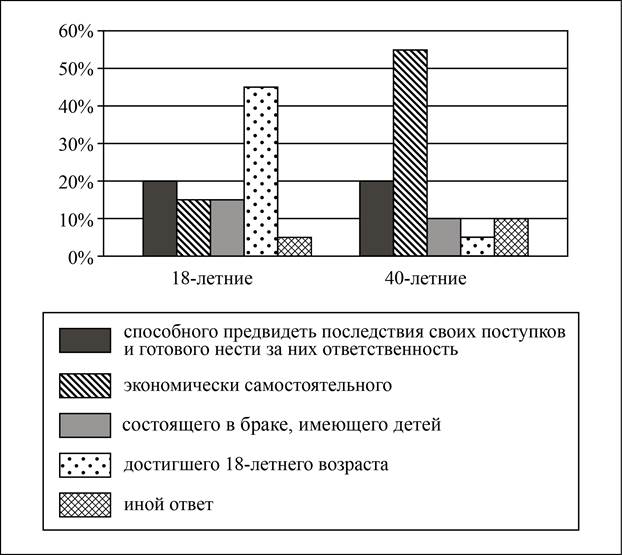 60%
50%
40%
30%
20%
10%
0%
18-летние
40-летние
способного предвидеть последствия своих поступков
и готового нести за них ответственность
экономически самостоятельного
состоящего в браке, имеющего детей
достигшего 18-летнего возраста
иной ответ